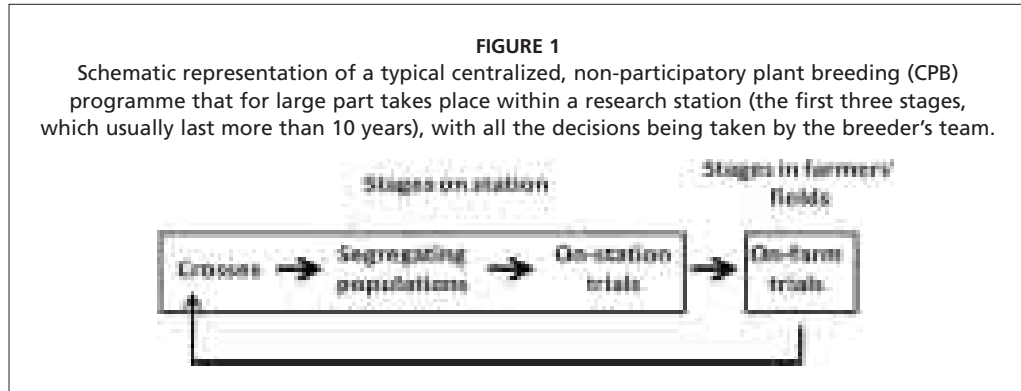 FIGURE 1
Schematic representation of a typical centralized, non-participatory plant breeding (CPB)
programme that for large part takes place within a research station (the first three stages,
which usually last more than 10 years), with all the decisions being taken by the breeder's team.
Stages on station
Stages in farmers'
fields
Crosses
Segregating
populations
On-station
trials
On-farm
trials